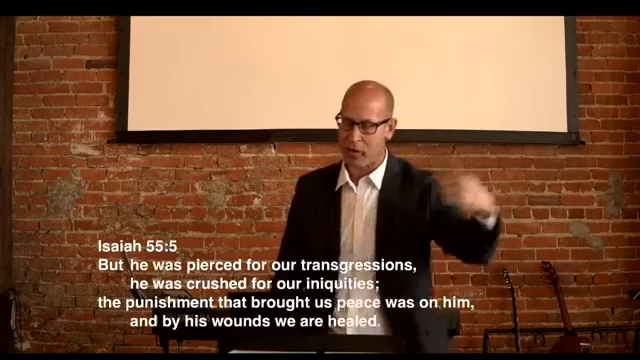 Isaiah 55:5
But he was pierced for our transgressions,
he was crushed for our iniquities;
the punishment that brought us peace was on him,
and by his wounds we are healed.